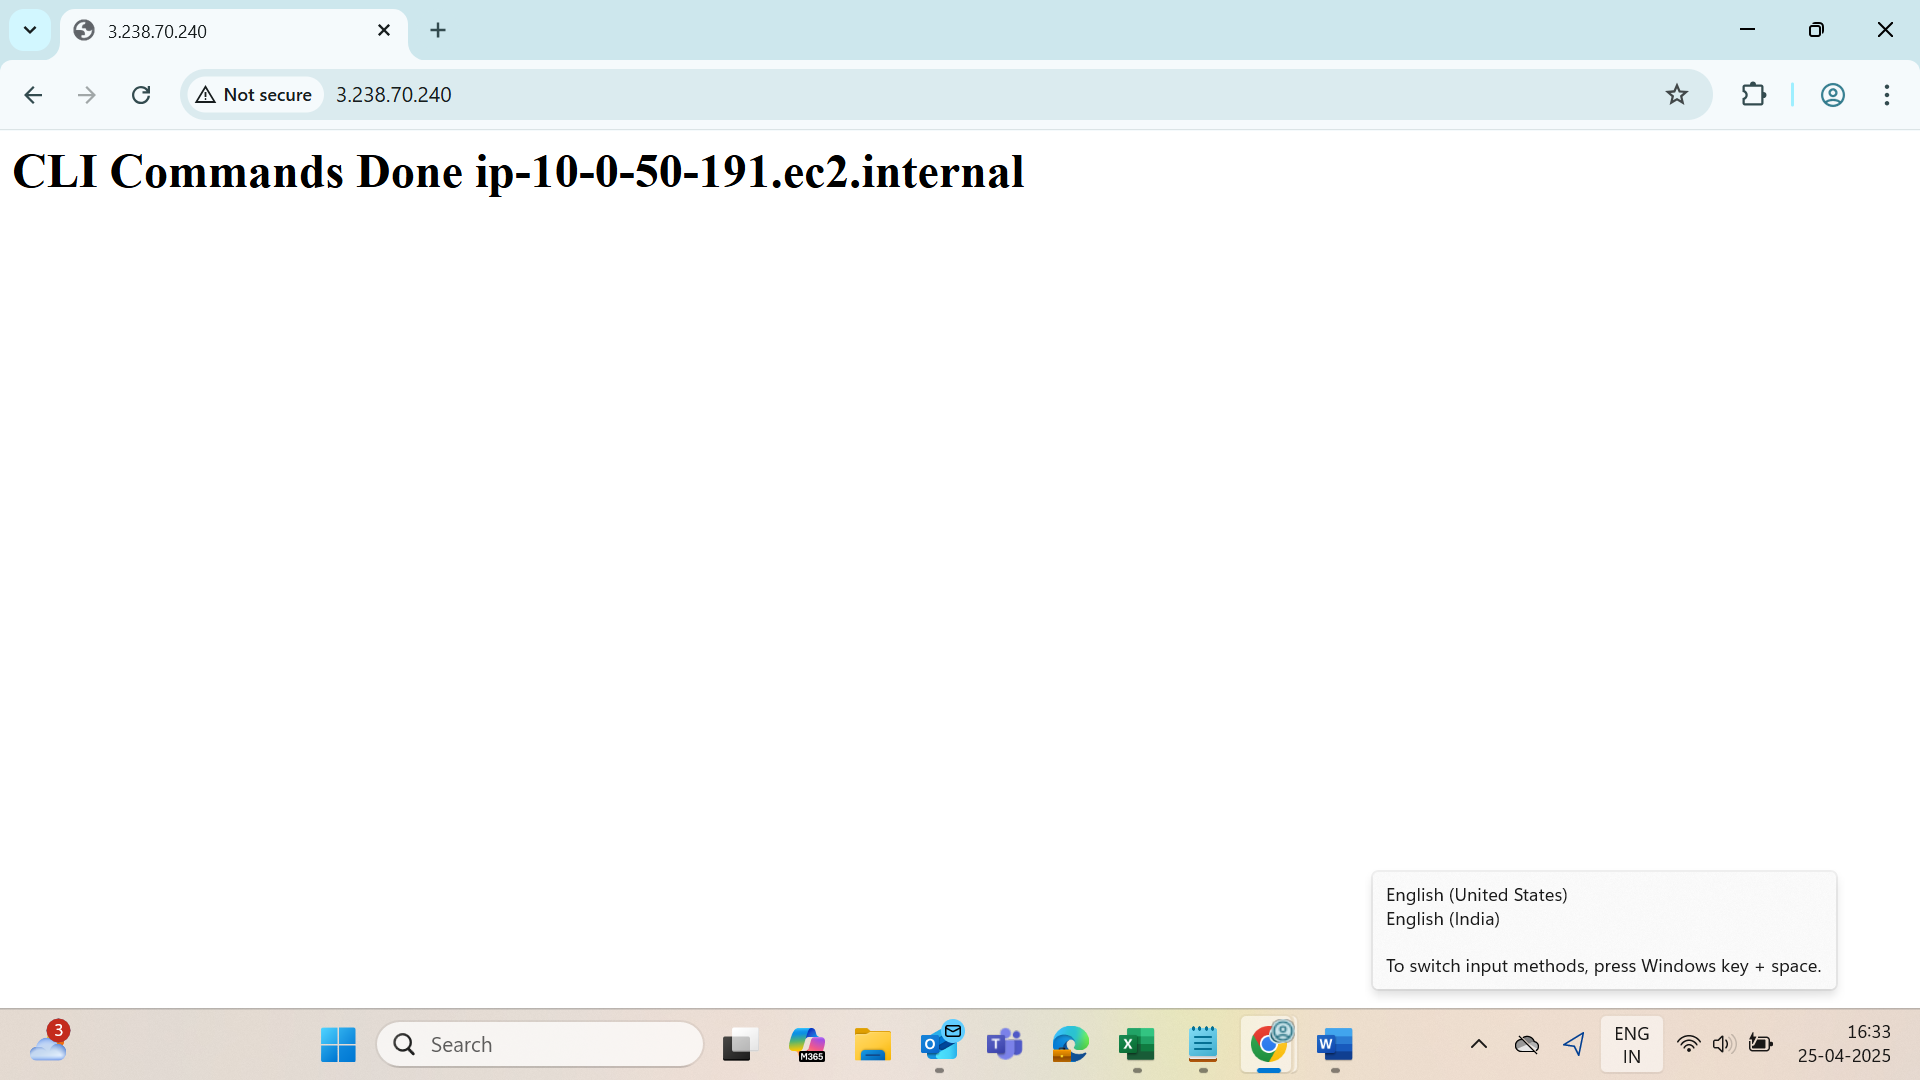 3.238.70.240
Not secure
3.238.70.240
CLI Commands Done ip-10-0-50-191.ec2.internal
English (United States)
English (India)
To switch input methods, press Windows key + space.
3
Search
M365
O
T
X
W
ENG
IN
16:33
25-04-2025